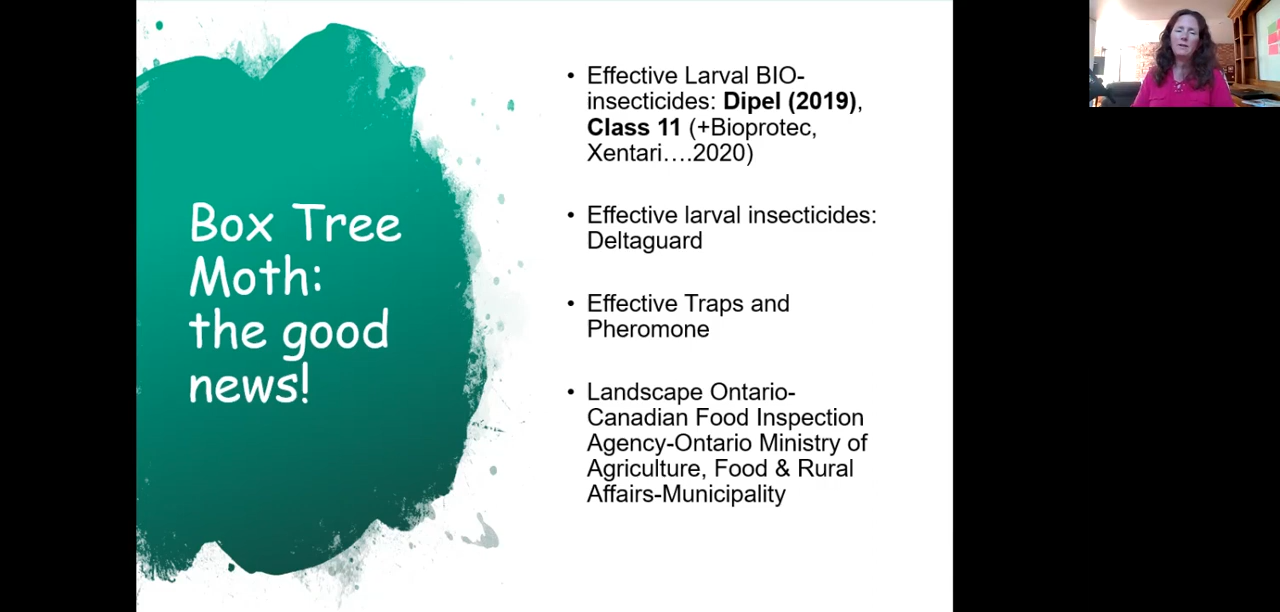 Box Tree
Moth:
the good
news!
• Effective Larval BIO-
insecticides: Dipel (2019),
Class 11 (+Bioprotec,
Xentari….2020)
• Effective larval insecticides:
Deltaguard
• Effective Traps and
Pheromone
• Landscape Ontario-
Canadian Food Inspection
Agency-Ontario Ministry of
Agriculture, Food & Rural
Affairs-Municipality